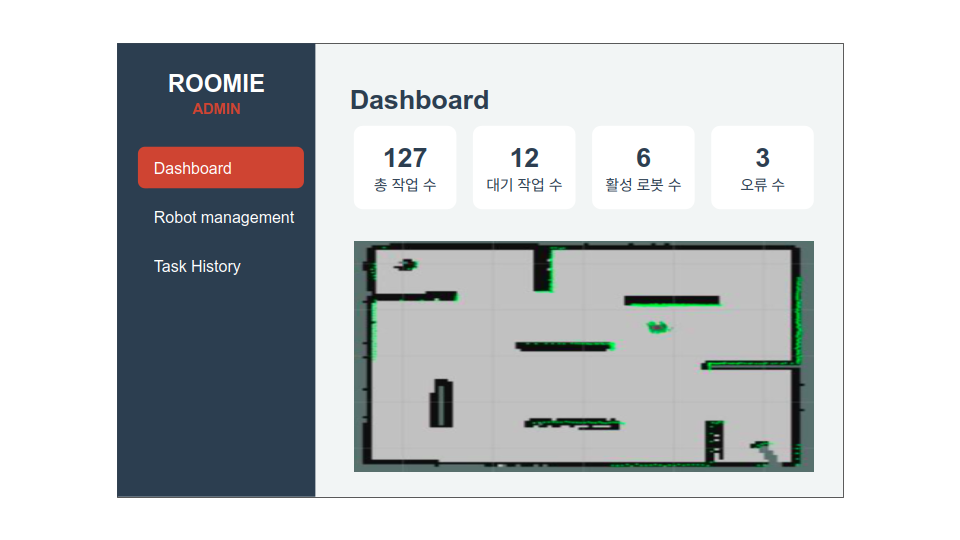 ROOMIE
ADMIN
Dashboard
Robot management
Task History
Dashboard
127
총 작업 수
12
대기 작업 수
6
활성 로봇 수
3
오류 수